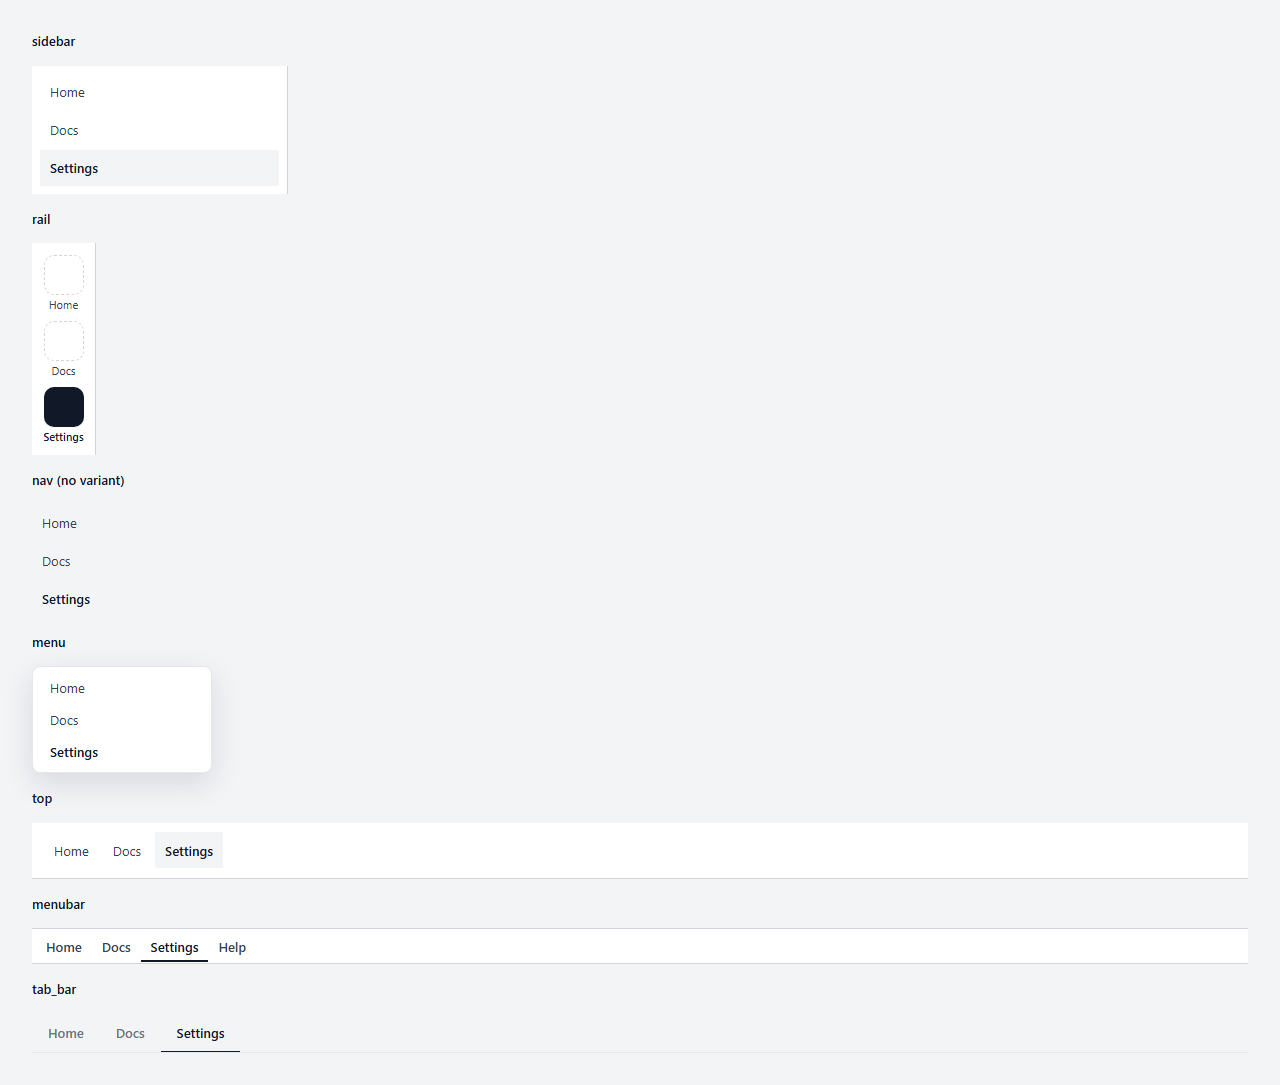 sidebar
Home
Docs
Settings
rail
Home
Docs
Settings
nav (no variant)
Home
Docs
Settings
menu
Home
Docs
Settings
top
Home Docs Settings
menubar
Home Docs Settings Help
tab_bar
Home Docs Settings